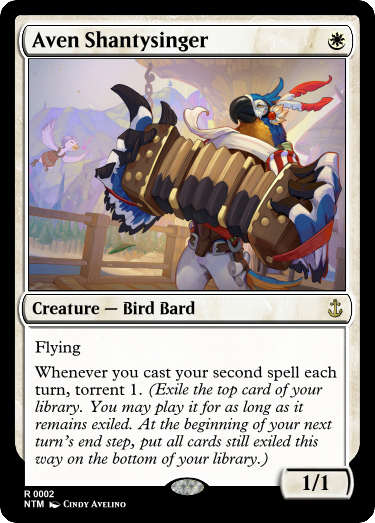 Aven Shantysinger
Creature — Bird Bard
Flying
Whenever you cast your second spell each
turn, torrent 1. (Exile the top card of your
library. You may play it for as long as it
remains exiled. At the beginning of your next
turn's end step, put all cards still exiled this
way on the bottom of your library.)
1/1
R 0002
NTM Cindy Avelino